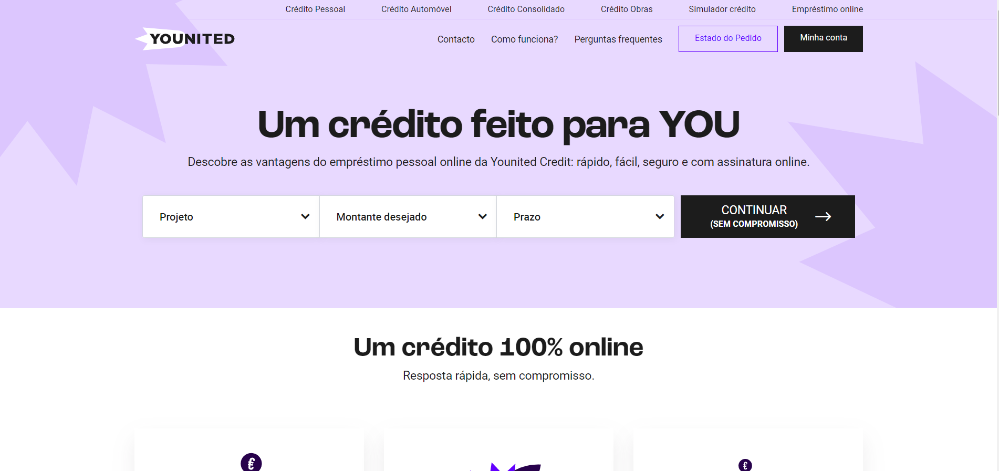 Crédito Pessoal Crédito Automóvel Crédito Consolidado Crédito Obras Simulador crédito Empréstimo online
YOUNITED Contacto Como funciona? Perguntas frequentes Estado do Pedido Minha conta
Um crédito feito para YOU
Descobre as vantagens do empréstimo pessoal online da Younited Credit: rápido, fácil, seguro e com assinatura online.
Projeto Montante desejado Prazo CONTINUAR
(SEM COMPROMISSO)
Um crédito 100% online
Resposta rápida, sem compromisso.
€ €